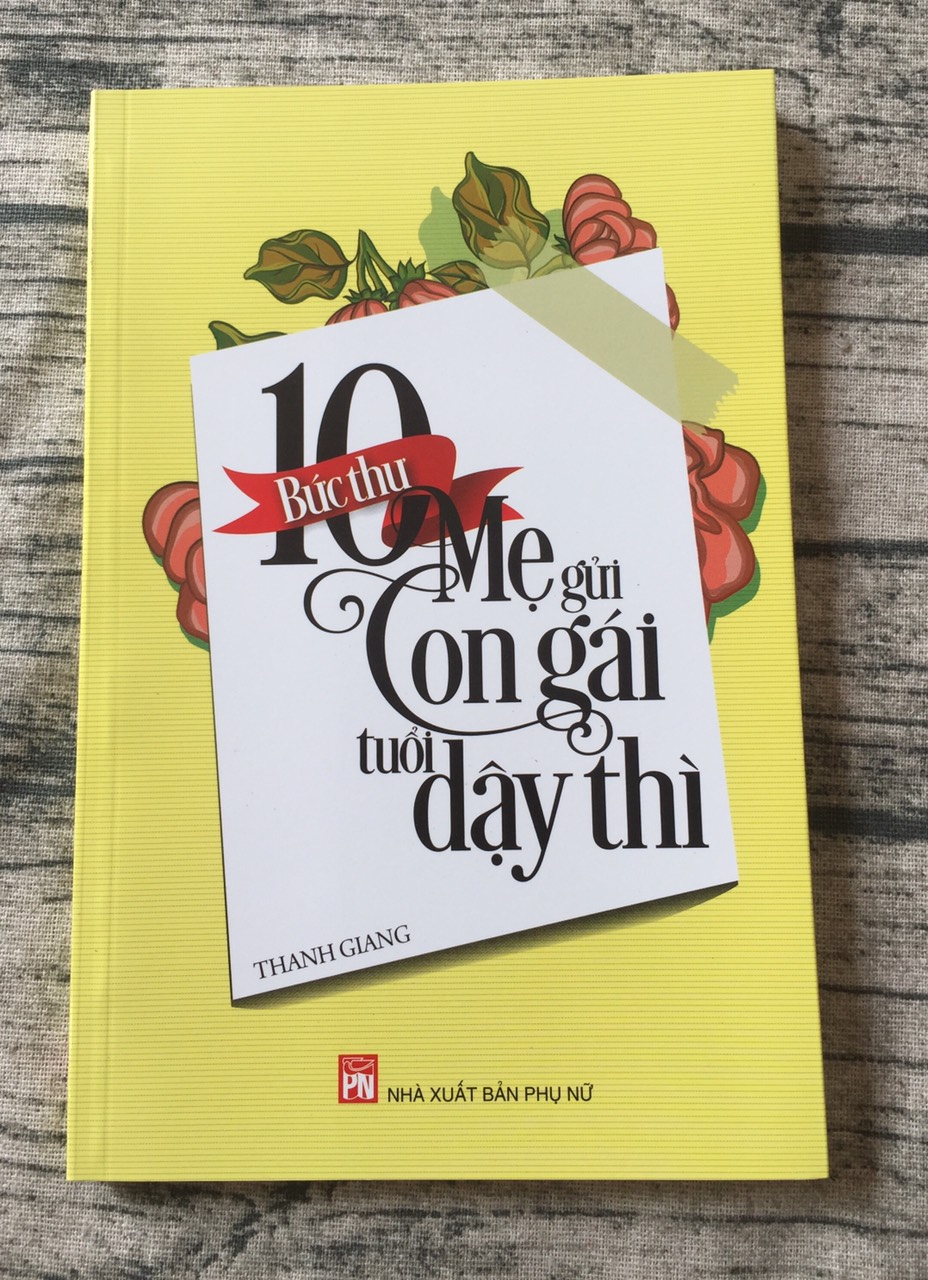 10
Bức thư
Mẹ gửi
Con gái
tuổi
dậy thì
THANH GIANG
PN NHÀ XUẤT BẢN PHỤ NỮ